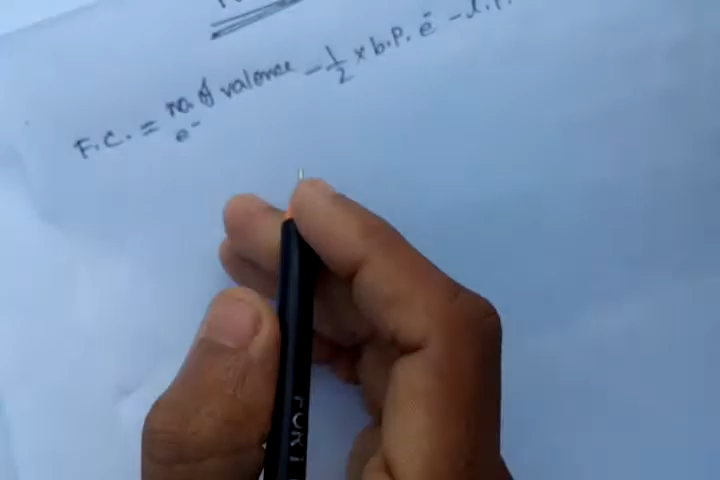 F.C. = no. of valence - 1/2 × b.p. e⁻ - l.p.
e⁻